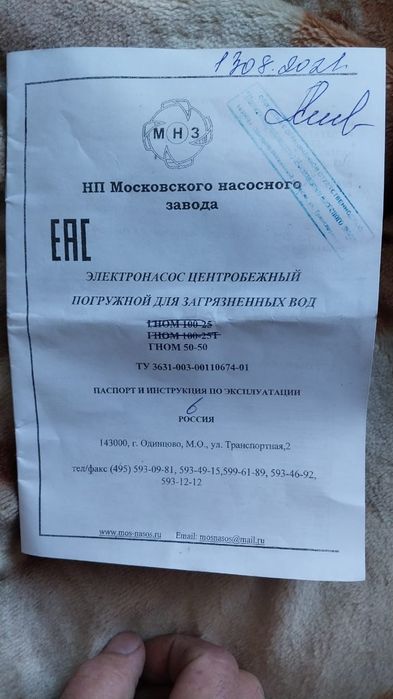 13 08. 2021
МНЗ
НП Московского насосного
завода
ЕАС
ЭЛЕКТРОНАСОС ЦЕНТРОБЕЖНЫЙ
ПОГРУЖНОЙ ДЛЯ ЗАГРЯЗНЕННЫХ ВОД
ГНОМ 100-25
ГНОМ 100-25Т
ГНОМ 50-50
ТУ 3631-003-00110674-01
ПАСПОРТ И ИНСТРУКЦИЯ ПО ЭКСПЛУАТАЦИИ
6
РОССИЯ
143000, г. Одинцово, М.О., ул. Транспортная,2
тел/факс (495) 593-09-81, 593-49-15,599-61-89, 593-46-92,
593-12-12
www.mos-nasos.ru Email: mosnasos@mail.ru